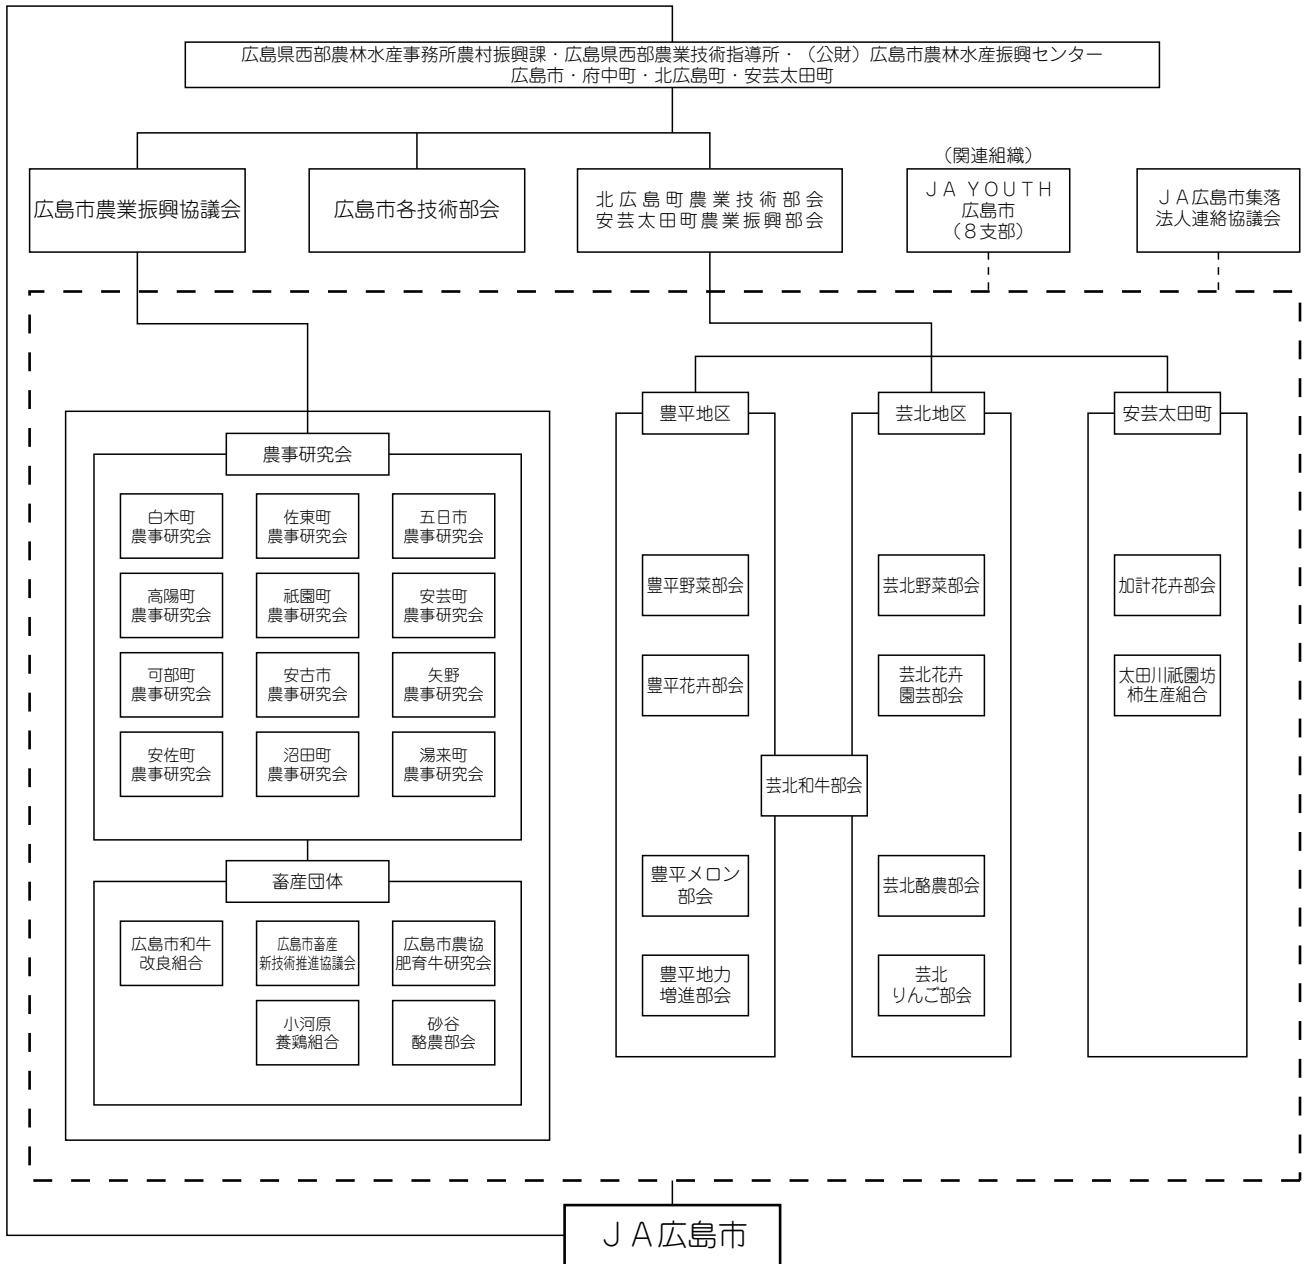 広島県西部農林水産事務所農村振興課・広島県西部農業技術指導所・（公財）広島市農林水産振興センター
広島市・府中町・北広島町・安芸太田町
広島市農業振興協議会
広島市各技術部会
北広島町農業技術部会
安芸太田町農業振興部会
（関連組織）
ＪＡ ＹＯＵＴＨ
広島市
（８支部）
ＪＡ広島市集落
法人連絡協議会
農事研究会
白木町
農事研究会
佐東町
農事研究会
五日市
農事研究会
高陽町
農事研究会
祇園町
農事研究会
安芸町
農事研究会
可部町
農事研究会
安古市
農事研究会
矢野
農事研究会
安佐町
農事研究会
沼田町
農事研究会
湯来町
農事研究会
畜産団体
広島市和牛
改良組合
広島市畜産
新技術推進協議会
広島市農協
肥育牛研究会
小河原
養鶏組合
砂谷
酪農部会
豊平地区
豊平野菜部会
豊平花卉部会
芸北和牛部会
豊平メロン
部会
豊平地力
増進部会
芸北地区
芸北野菜部会
芸北花卉
園芸部会
芸北酪農部会
芸北
りんご部会
安芸太田町
加計花卉部会
太田川祇園坊
柿生産組合
ＪＡ広島市